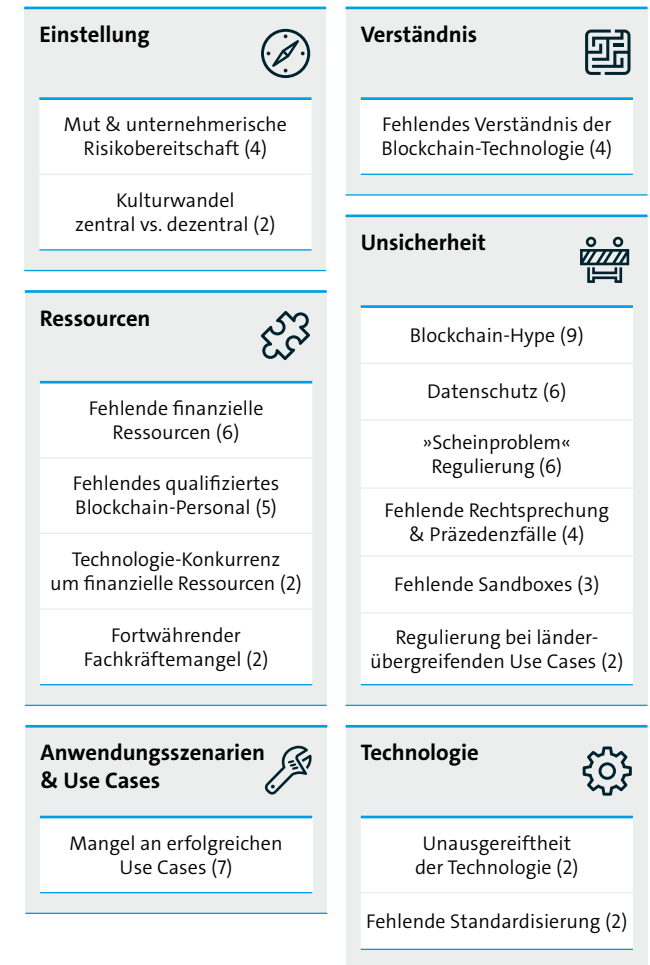 Einstellung
Mut & unternehmerische
Risikobereitschaft (4)
Kulturwandel
zentral vs. dezentral (2)
Ressourcen
Fehlende finanzielle
Ressourcen (6)
Fehlendes qualifiziertes
Blockchain-Personal (5)
Technologie-Konkurrenz
um finanzielle Ressourcen (2)
Fortwährender
Fachkräftemangel (2)
Anwendungsszenarien
& Use Cases
Mangel an erfolgreichen
Use Cases (7)
Verständnis
Fehlendes Verständnis der
Blockchain-Technologie (4)
Unsicherheit
Blockchain-Hype (9)
Datenschutz (6)
»Scheinproblem«
Regulierung (6)
Fehlende Rechtsprechung
& Präzedenzfälle (4)
Fehlende Sandboxes (3)
Regulierung bei länder-
übergreifenden Use Cases (2)
Technologie
Unausgereiftheit
der Technologie (2)
Fehlende Standardisierung (2)